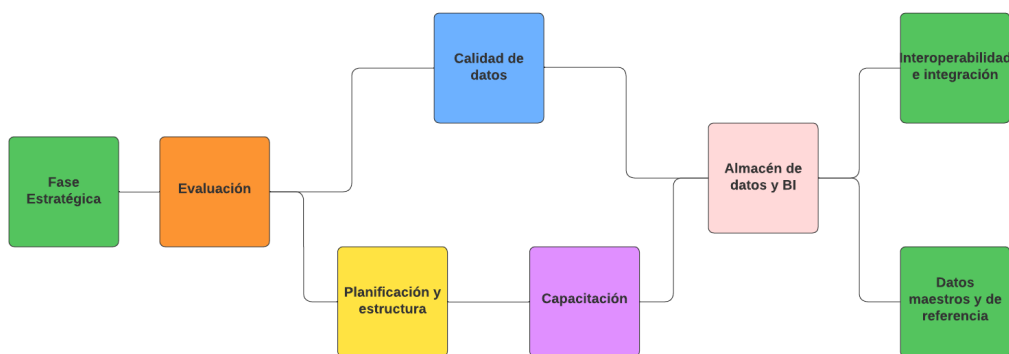 Fase
Estratégica
Evaluación
Calidad de
datos
Planificación y
estructura
Capacitación
Almacén de
datos y BI
Interoperabilidad
e integración
Datos
maestros y de
referencia